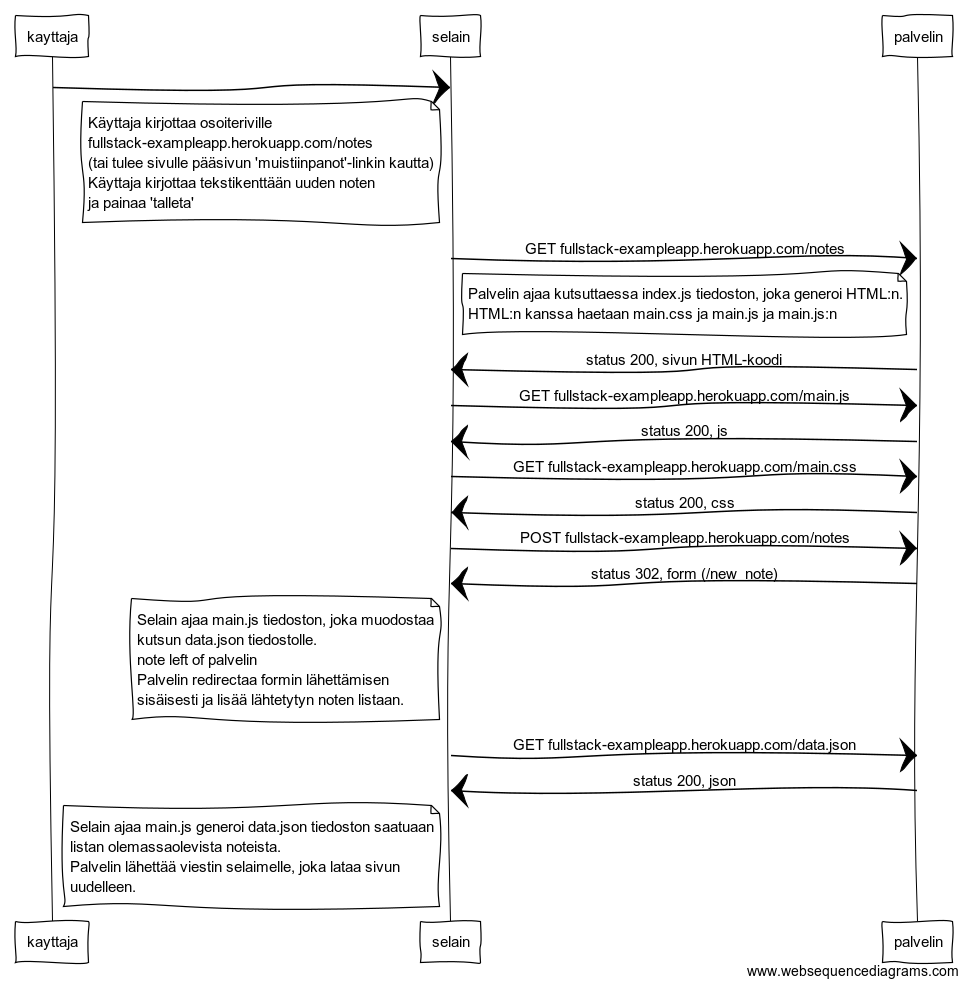 kayttaja
selain
palvelin
Käyttaja kirjottaa osoiteriville
fullstack-exampleapp.herokuapp.com/notes
(tai tulee sivulle pääsivun 'muistiinpanot'-linkin kautta)
Käyttaja kirjottaa tekstikenttään uuden noten
ja painaa 'talleta'
GET fullstack-exampleapp.herokuapp.com/notes
Palvelin ajaa kutsuttaessa index.js tiedoston, joka generoi HTML:n.
HTML:n kanssa haetaan main.css ja main.js ja main.js:n
status 200, sivun HTML-koodi
GET fullstack-exampleapp.herokuapp.com/main.js
status 200, js
GET fullstack-exampleapp.herokuapp.com/main.css
status 200, css
POST fullstack-exampleapp.herokuapp.com/notes
status 302, form (/new_note)
Selain ajaa main.js tiedoston, joka muodostaa
kutsun data.json tiedostolle.
note left of palvelin
Palvelin redirectaa formin lähettämisen
sisäisesti ja lisää lähtetytyn noten listaan.
GET fullstack-exampleapp.herokuapp.com/data.json
status 200, json
Selain ajaa main.js generoi data.json tiedoston saatuaan
listan olemassaolevista noteista.
Palvelin lähettää viestin selaimelle, joka lataa sivun
uudelleen.
kayttaja
selain
palvelin
www.websequencediagrams.com